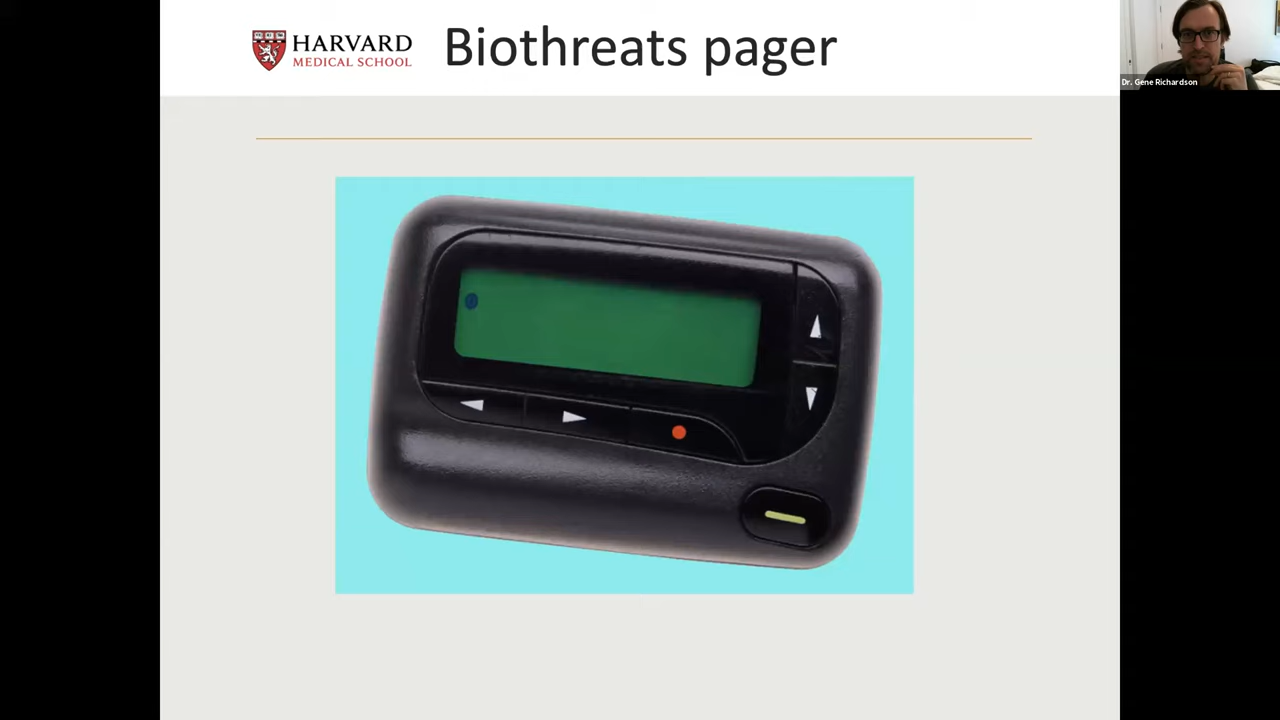 HARVARD
MEDICAL SCHOOL
Biothreats pager
Dr. Gene Richardson